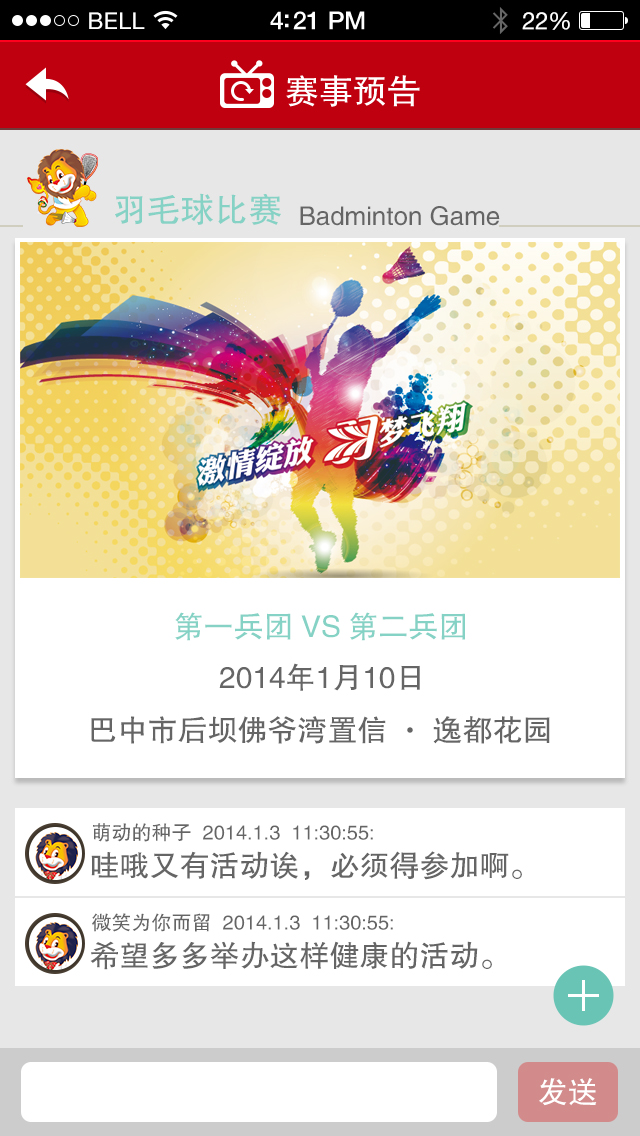 BELL 4:21 PM 22%
赛事预告
羽毛球比赛 Badminton Game
激情绽放 羽梦飞翔
第一兵团 VS 第二兵团
2014年1月10日
巴中市后坝佛爷湾置信 · 逸都花园
萌动的种子 2014.1.3 11:30:55:
哇哦又有活动诶，必须得参加啊。
微笑为你而留 2014.1.3 11:30:55:
希望多多举办这样健康的活动。
发送